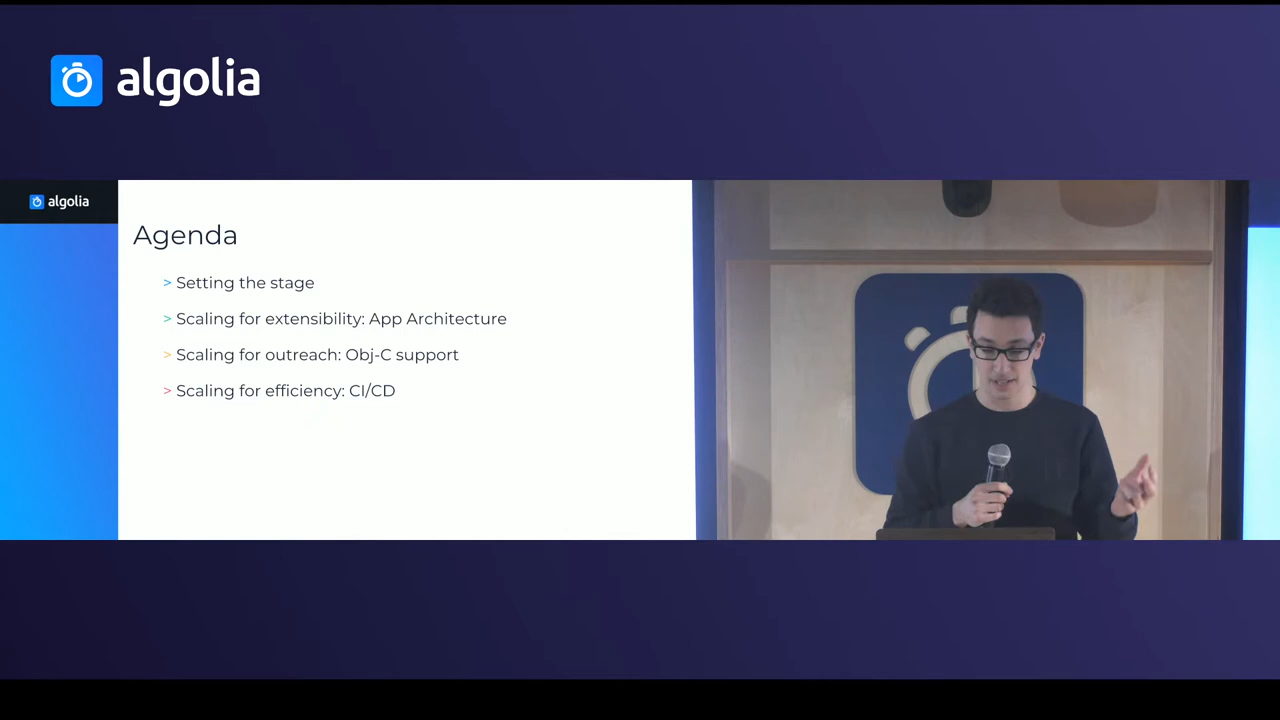 algolia
algolia
Agenda
> Setting the stage
> Scaling for extensibility: App Architecture
> Scaling for outreach: Obj-C support
> Scaling for efficiency: CI/CD